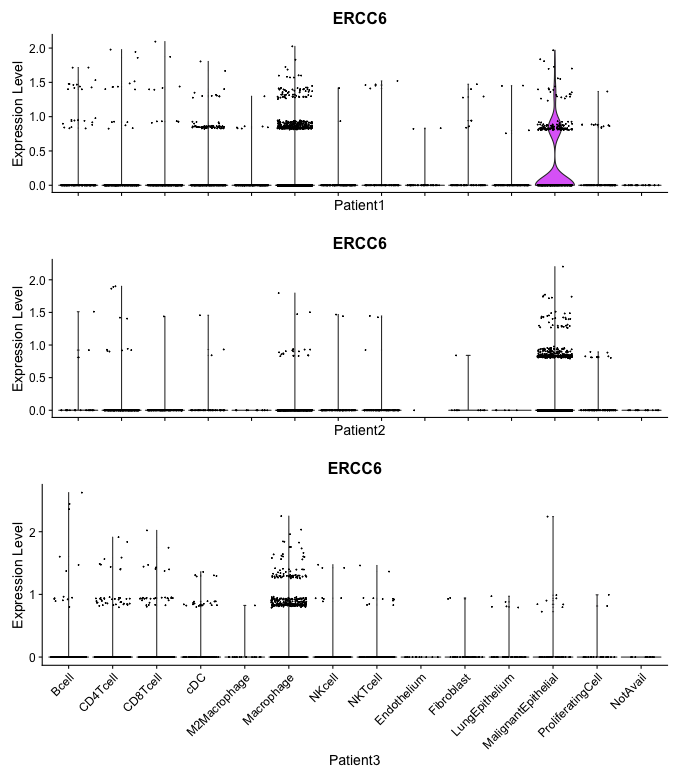 ERCC6
Expression Level
2.0
1.5
1.0
0.5
0.0
Patient1
ERCC6
Expression Level
2.0
1.5
1.0
0.5
0.0
Patient2
ERCC6
Expression Level
2
1
0
Bcell
CD4Tcell
CD8Tcell
cDC
M2Macrophage
Macrophage
NKcell
NKTcell
Endothelium
Fibroblast
LungEpithelium
MalignantEpithelial
ProliferatingCell
NotAvail
Patient3